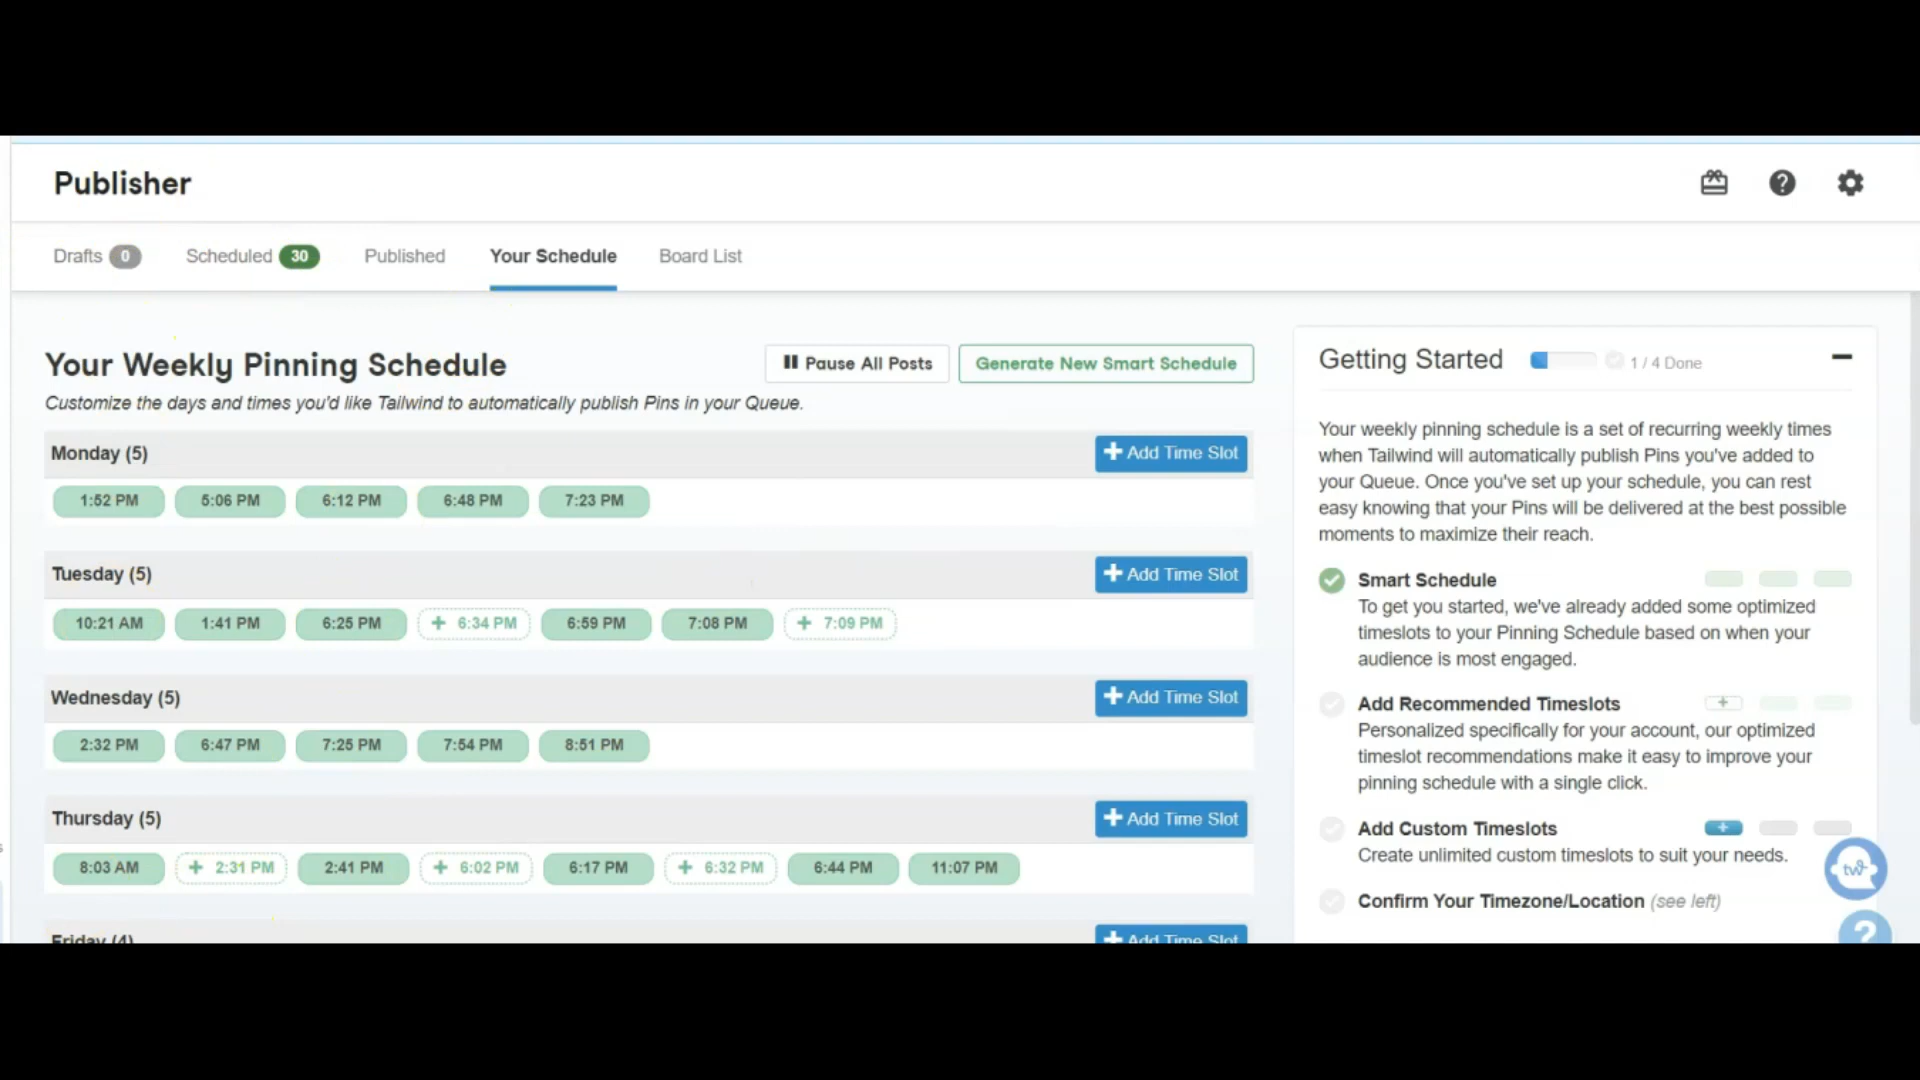 Publisher
Drafts 0 Scheduled 30 Published Your Schedule Board List
Your Weekly Pinning Schedule
Pause All Posts
Generate New Smart Schedule
Customize the days and times you'd like Tailwind to automatically publish Pins in your Queue.
Monday (5)
Add Time Slot
1:52 PM 5:06 PM 6:12 PM 6:48 PM 7:23 PM
Tuesday (5)
Add Time Slot
10:21 AM 1:41 PM 6:25 PM + 6:34 PM 6:59 PM 7:08 PM + 7:09 PM
Wednesday (5)
Add Time Slot
2:32 PM 6:47 PM 7:25 PM 7:54 PM 8:51 PM
Thursday (5)
Add Time Slot
8:03 AM + 2:31 PM 2:41 PM + 6:02 PM 6:17 PM + 6:32 PM 6:44 PM 11:07 PM
Friday (4)
Add Time Slot
Getting Started 1 / 4 Done
Your weekly pinning schedule is a set of recurring weekly times
when Tailwind will automatically publish Pins you've added to
your Queue. Once you've set up your schedule, you can rest
easy knowing that your Pins will be delivered at the best possible
moments to maximize their reach.
Smart Schedule
To get you started, we've already added some optimized
timeslots to your Pinning Schedule based on when your
audience is most engaged.
Add Recommended Timeslots
Personalized specifically for your account, our optimized
timeslot recommendations make it easy to improve your
pinning schedule with a single click.
Add Custom Timeslots
Create unlimited custom timeslots to suit your needs.
Confirm Your Timezone/Location (see left)